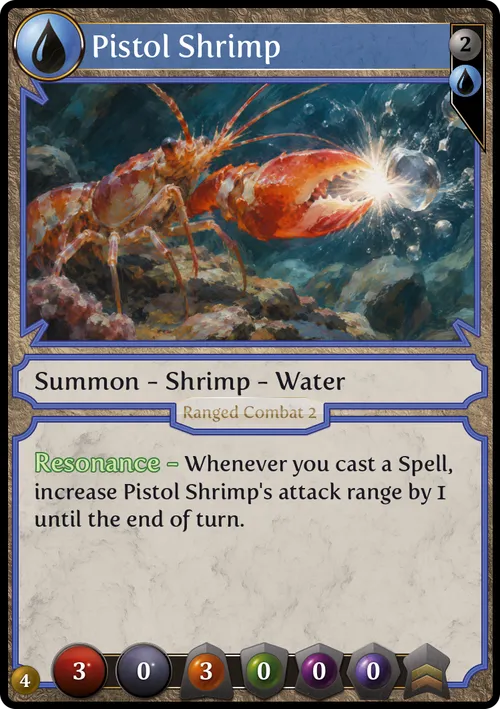 Pistol Shrimp
2
Summon - Shrimp - Water
Ranged Combat 2
Resonance - Whenever you cast a Spell,
increase Pistol Shrimp's attack range by 1
until the end of turn.
4 3* 0* 3 0 0 0